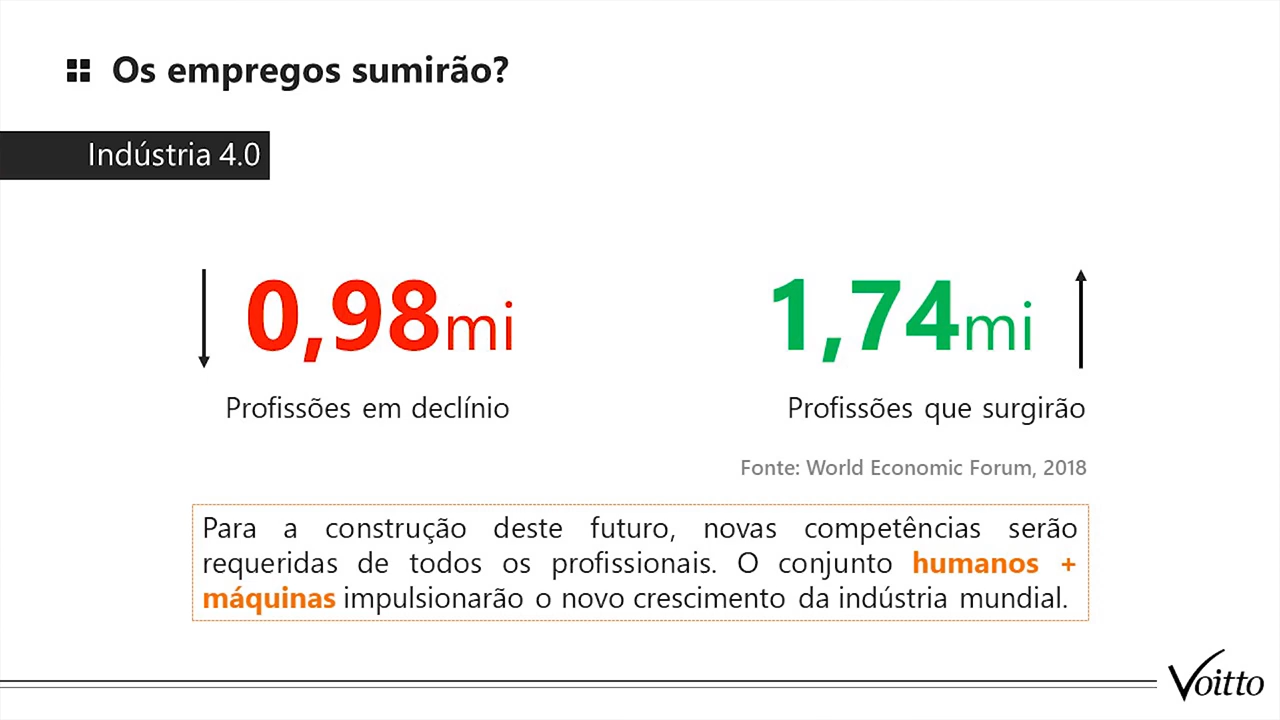 Os empregos sumirão?
Indústria 4.0
0,98mi
1,74mi
Profissões em declínio
Profissões que surgirão
Fonte: World Economic Forum, 2018
Para a construção deste futuro, novas competências serão
requeridas de todos os profissionais. O conjunto humanos +
máquinas impulsionarão o novo crescimento da indústria mundial.
Voitto